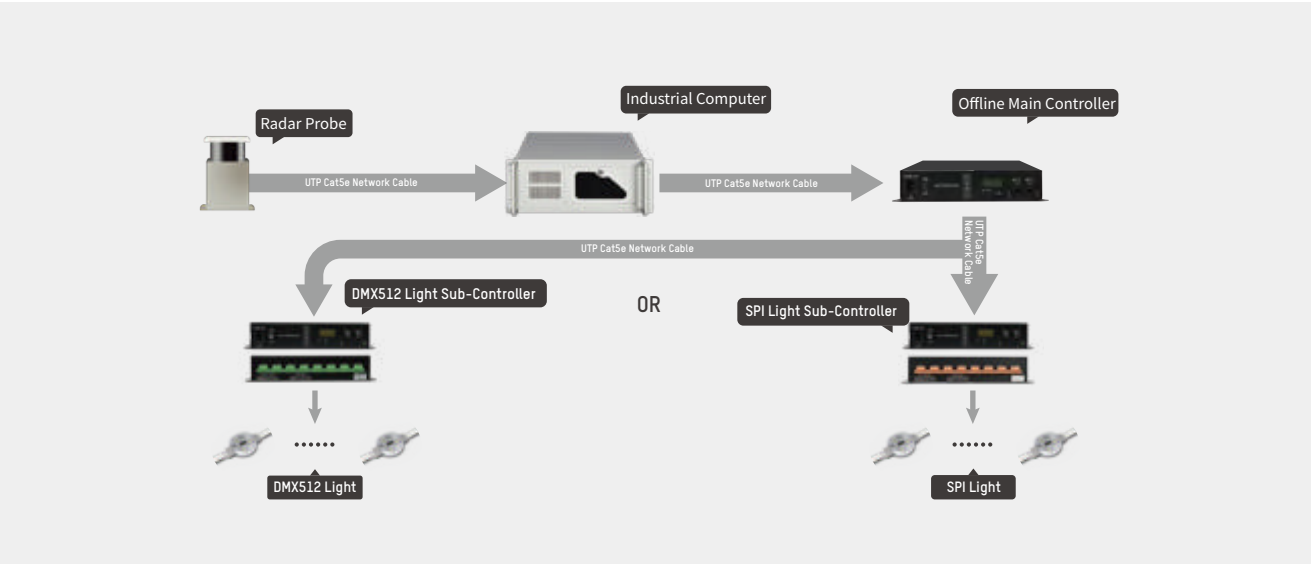 Industrial Computer
Offline Main Controller
Radar Probe
UTP Cat5e Network Cable
UTP Cat5e Network Cable
UTP Cat5e
Network Cable
UTP Cat5e Network Cable
DMX512 Light Sub-Controller
OR
SPI Light Sub-Controller
DMX512 Light
SPI Light